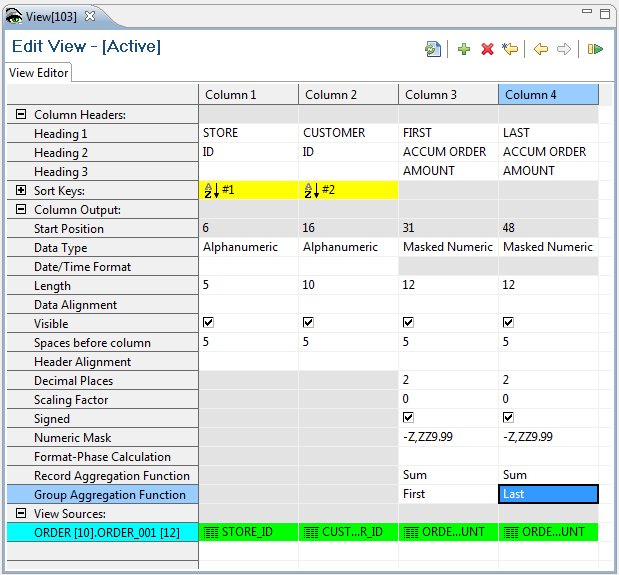 View[103]
Edit View - [Active]
View Editor
Column 1 Column 2 Column 3 Column 4
Column Headers:
Heading 1 STORE CUSTOMER FIRST LAST
Heading 2 ID ID ACCUM ORDER ACCUM ORDER
Heading 3 AMOUNT AMOUNT
Sort Keys: #1 #2
Column Output:
Start Position 6 16 31 48
Data Type Alphanumeric Alphanumeric Masked Numeric Masked Numeric
Date/Time Format
Length 5 10 12 12
Data Alignment
Visible
Spaces before column 5 5 5 5
Header Alignment
Decimal Places 2 2
Scaling Factor 0 0
Signed
Numeric Mask -Z,ZZ9.99 -Z,ZZ9.99
Format-Phase Calculation
Record Aggregation Function Sum Sum
Group Aggregation Function First Last
View Sources:
ORDER [10].ORDER_001 [12] STORE_ID CUST...R_ID ORDE...UNT ORDE...UNT